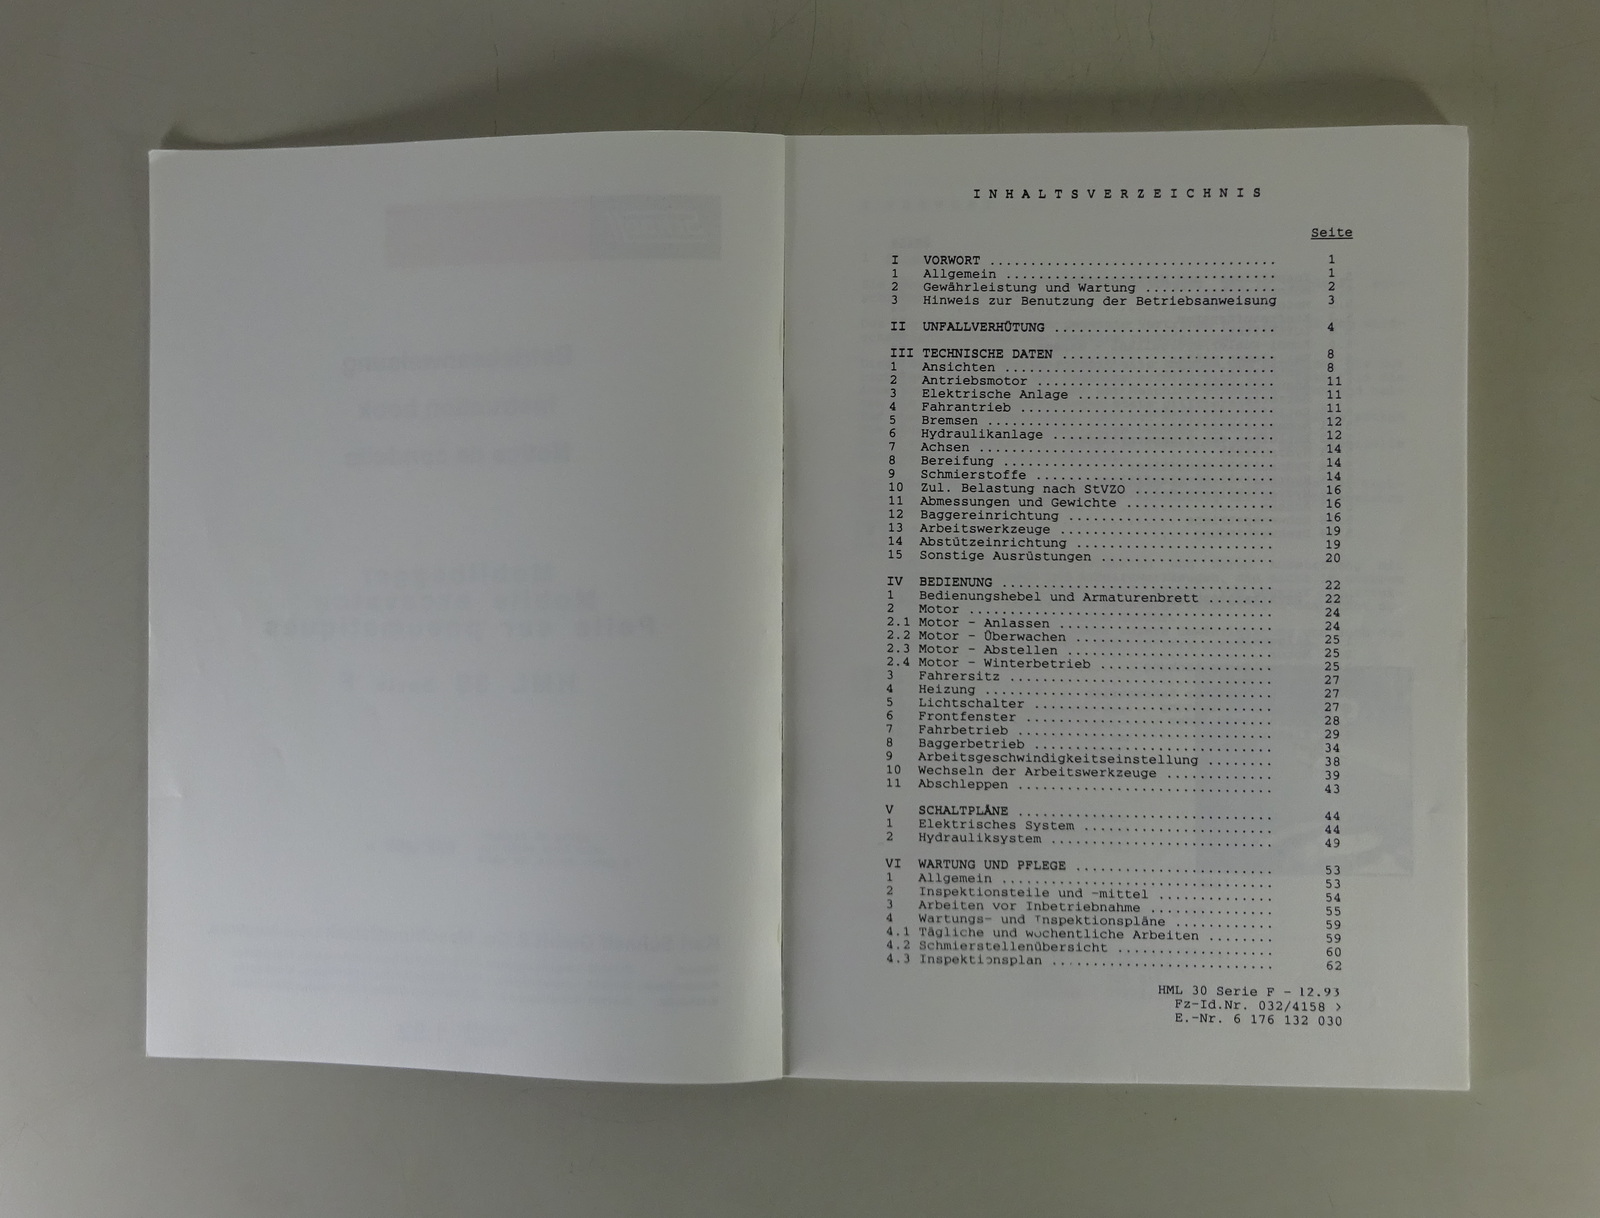 INHALTSVERZEICHNIS
Seite
I VORWORT ................................... 1
1 Allgemein ................................. 1
2 Gewährleistung und Wartung ................ 2
3 Hinweis zur Benutzung der Betriebsanweisung 3
II UNFALLVERHÜTUNG ........................... 4
III TECHNISCHE DATEN .......................... 8
1 Ansichten ................................. 8
2 Antriebsmotor ............................. 11
3 Elektrische Anlage ........................ 11
4 Fahrantrieb ............................... 11
5 Bremsen ................................... 12
6 Hydraulikanlage ........................... 12
7 Achsen .................................... 14
8 Bereifung ................................. 14
9 Schmierstoffe ............................. 14
10 Zul. Belastung nach StVZO ................. 16
11 Abmessungen und Gewichte .................. 16
12 Baggereinrichtung ......................... 16
13 Arbeitswerkzeuge .......................... 19
14 Abstützeinrichtung ........................ 19
15 Sonstige Ausrüstungen ..................... 20
IV BEDIENUNG ................................. 22
1 Bedienungshebel und Armaturenbrett ........ 22
2 Motor ..................................... 24
2.1 Motor - Anlassen .......................... 24
2.2 Motor - Überwachen ........................ 25
2.3 Motor - Abstellen ......................... 25
2.4 Motor - Winterbetrieb ..................... 25
3 Fahrersitz ................................ 27
4 Heizung ................................... 27
5 Lichtschalter ............................. 27
6 Frontfenster .............................. 28
7 Fahrbetrieb ............................... 29
8 Baggerbetrieb ............................. 34
9 Arbeitsgeschwindigkeitseinstellung ........ 38
10 Wechseln der Arbeitswerkzeuge ............. 39
11 Abschleppen ............................... 43
V SCHALTPLÄNE ............................... 44
1 Elektrisches System ....................... 44
2 Hydrauliksystem ........................... 49
VI WARTUNG UND PFLEGE ........................ 53
1 Allgemein ................................. 53
2 Inspektionsteile und -mittel .............. 54
3 Arbeiten vor Inbetriebnahme ............... 55
4 Wartungs- und Inspektionspläne ............ 59
4.1 Tägliche und wöchentliche Arbeiten ........ 59
4.2 Schmierstellenübersicht ................... 60
4.3 Inspektionsplan ........................... 62
HML 30 Serie F - 12.93
Fz-Id.Nr. 032/4158 >
E.-Nr. 6 176 132 030